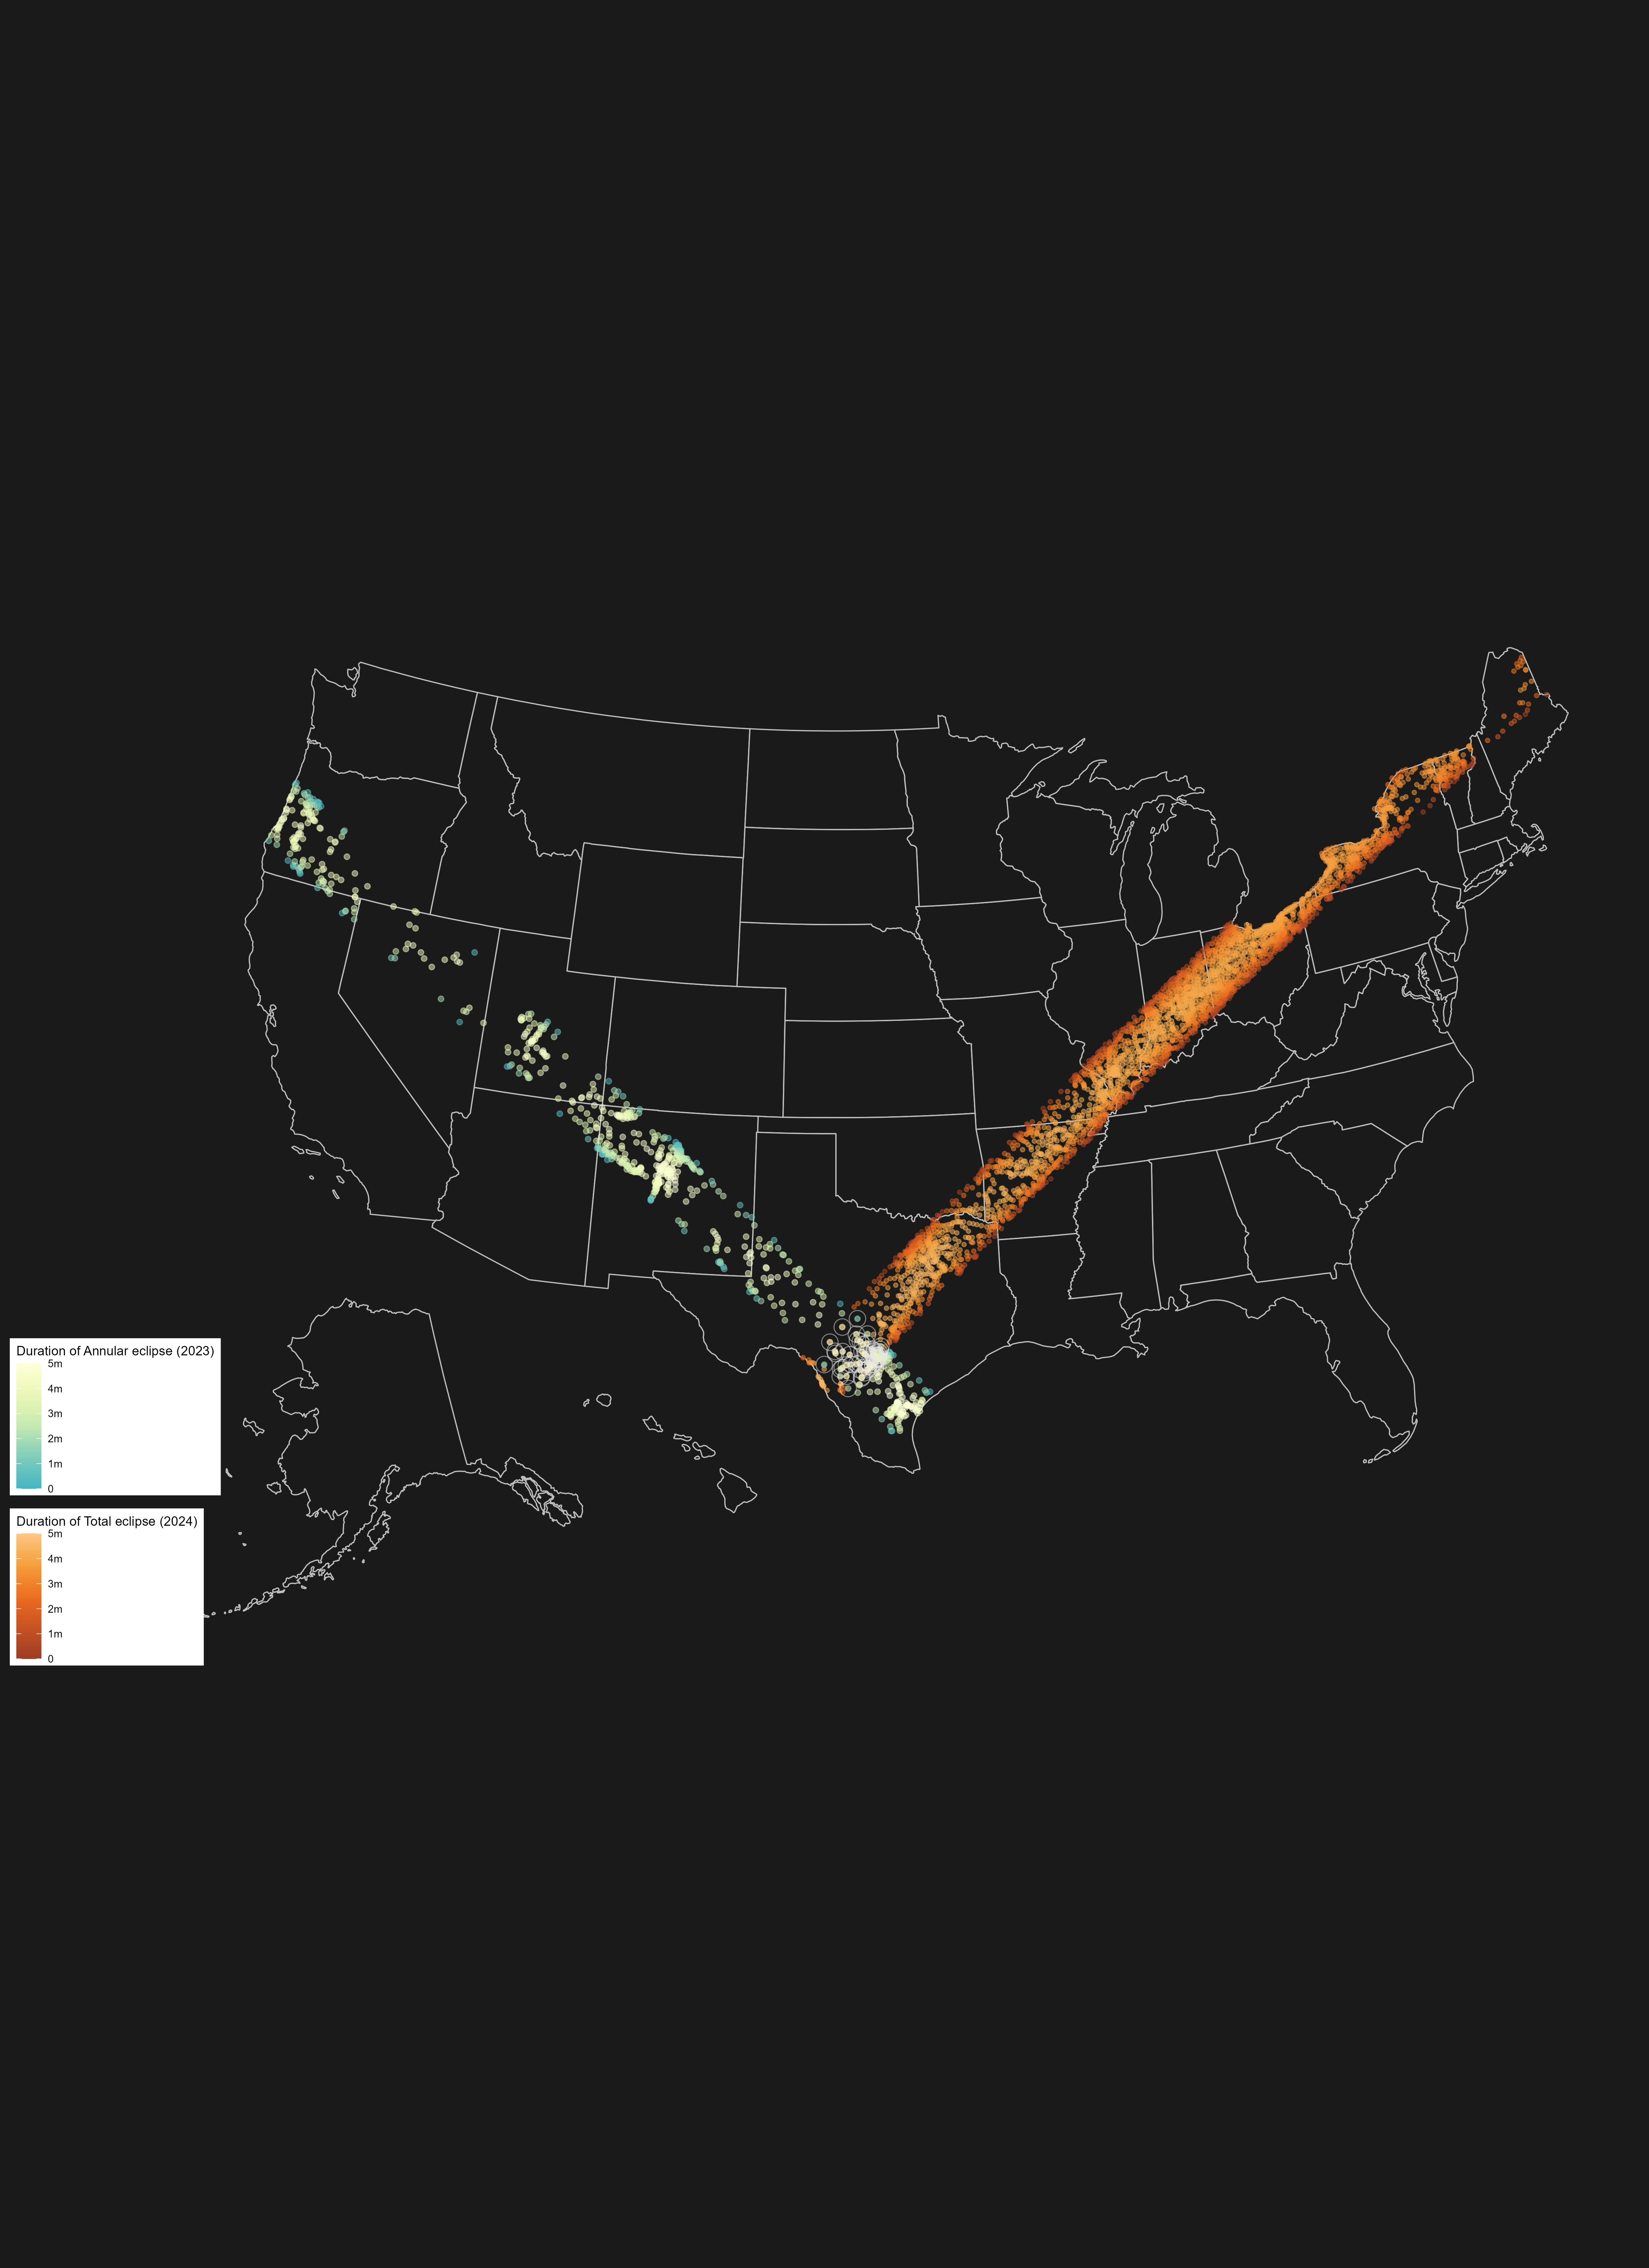 Duration of Annular eclipse (2023)
5m
4m
3m
2m
1m
0
Duration of Total eclipse (2024)
5m
4m
3m
2m
1m
0